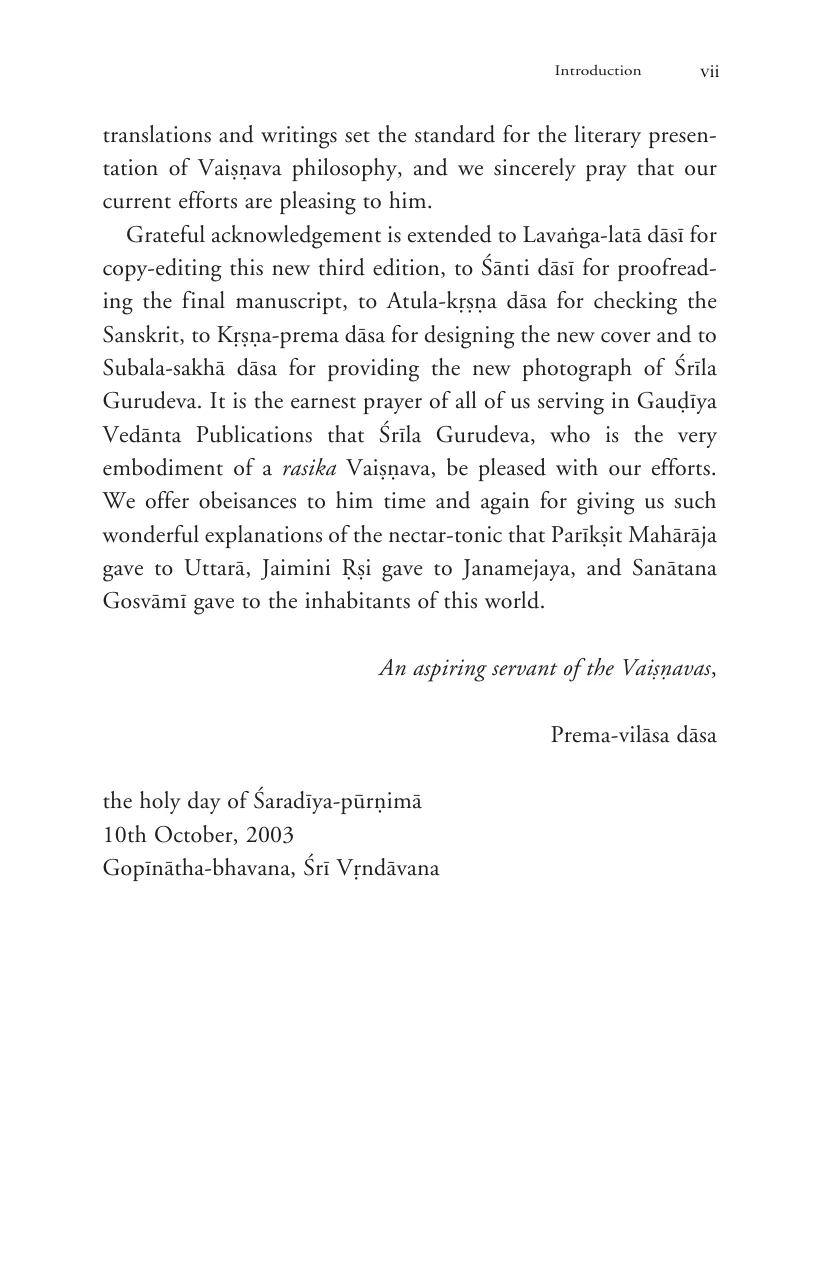 Introduction vii
translations and writings set the standard for the literary presen-
tation of Vaiṣṇava philosophy, and we sincerely pray that our
current efforts are pleasing to him.
Grateful acknowledgement is extended to Lavaṅga-latā dāsī for
copy-editing this new third edition, to Śānti dāsī for proofread-
ing the final manuscript, to Atula-kṛṣṇa dāsa for checking the
Sanskrit, to Kṛṣṇa-prema dāsa for designing the new cover and to
Subala-sakhā dāsa for providing the new photograph of Śrīla
Gurudeva. It is the earnest prayer of all of us serving in Gauḍīya
Vedānta Publications that Śrīla Gurudeva, who is the very
embodiment of a rasika Vaiṣṇava, be pleased with our efforts.
We offer obeisances to him time and again for giving us such
wonderful explanations of the nectar-tonic that Parīkṣit Mahārāja
gave to Uttarā, Jaimini Ṛṣi gave to Janamejaya, and Sanātana
Gosvāmī gave to the inhabitants of this world.
An aspiring servant of the Vaiṣṇavas,
Prema-vilāsa dāsa
the holy day of Śaradīya-pūrṇimā
10th October, 2003
Gopīnātha-bhavana, Śrī Vṛndāvana